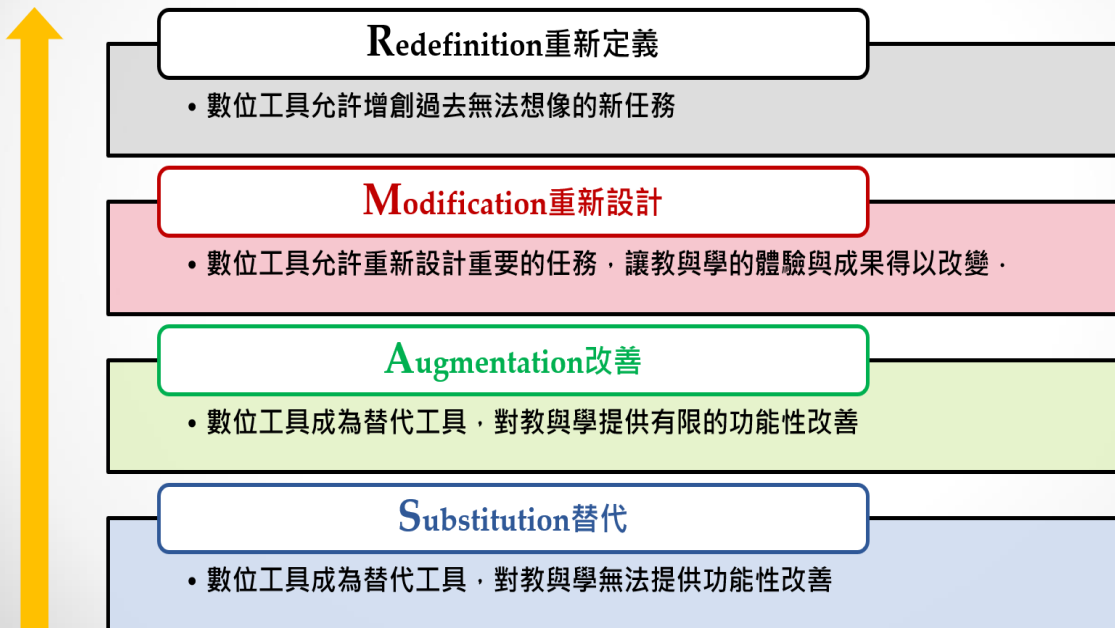 Redefinition重新定義
• 數位工具允許增創過去無法想像的新任務
Modification重新設計
• 數位工具允許重新設計重要的任務，讓教與學的體驗與成果得以改變．
Augmentation改善
• 數位工具成為替代工具，對教與學提供有限的功能性改善
Substitution替代
• 數位工具成為替代工具，對教與學無法提供功能性改善